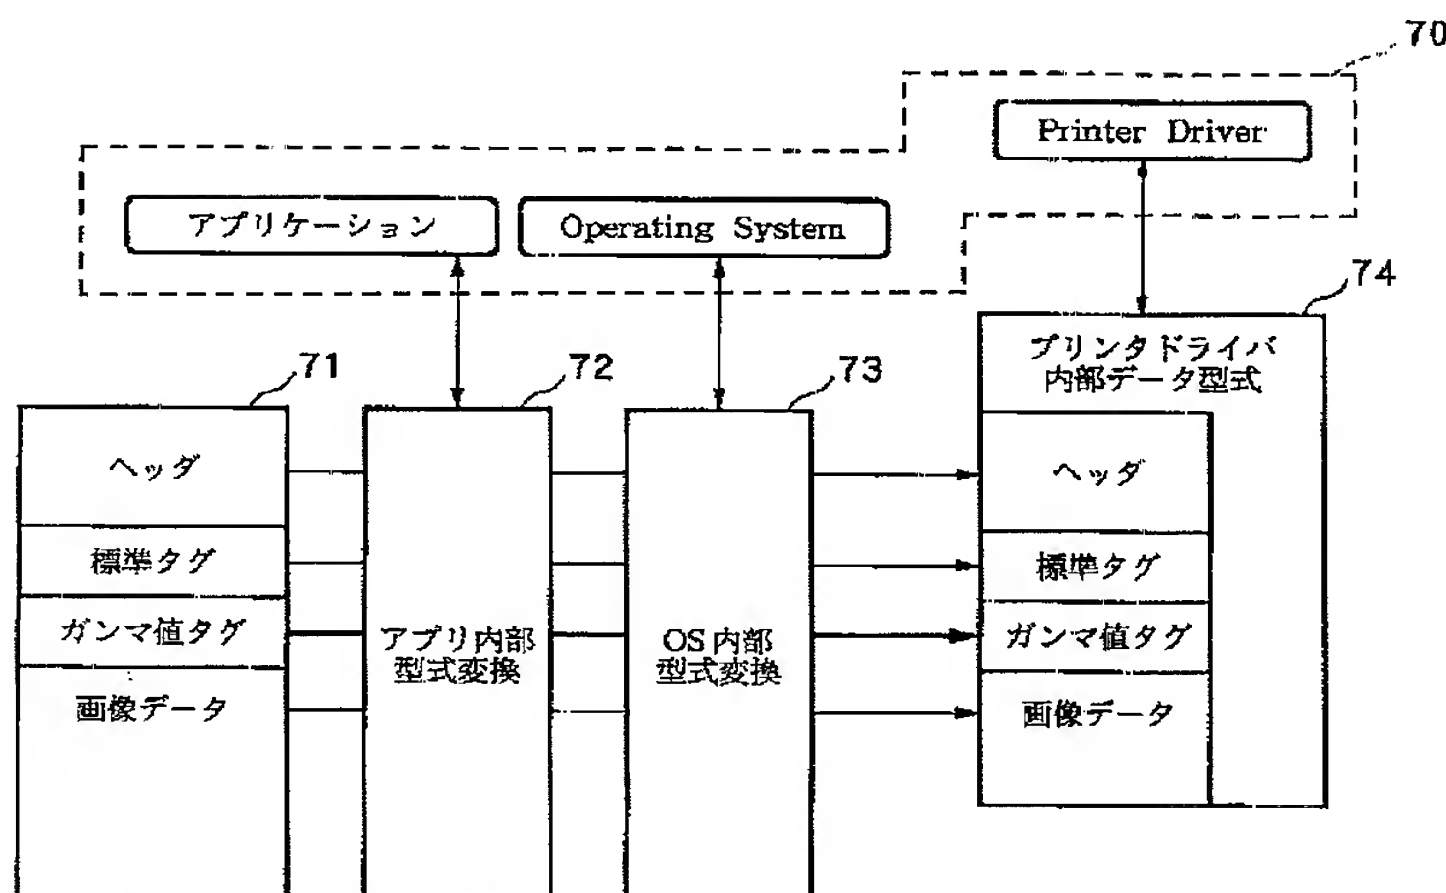 70
Printer Driver
アプリケーション
Operating System
74
プリンタドライバ
内部データ型式
71
72
73
ヘッダ
ヘッダ
標準タグ
標準タグ
ガンマ値タグ
アプリ内部
型式変換
OS内部
型式変換
ガンマ値タグ
画像データ
画像データ